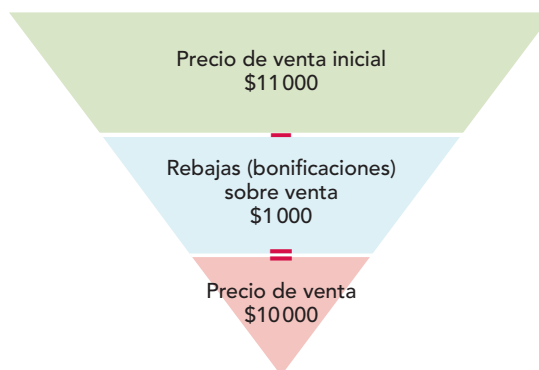 Precio de venta inicial
$11 000
Rebajas (bonificaciones)
sobre venta
$1 000
Precio de venta
$10 000